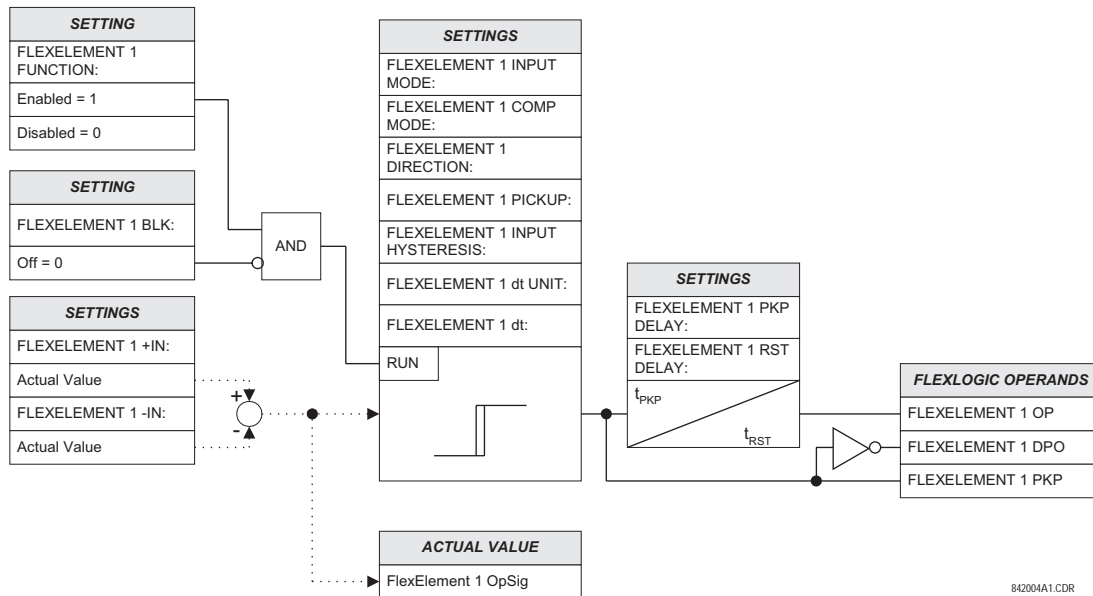 SETTING
FLEXELEMENT 1
FUNCTION:
Enabled = 1
Disabled = 0
SETTING
FLEXELEMENT 1 BLK:
Off = 0
SETTINGS
FLEXELEMENT 1 +IN:
Actual Value
FLEXELEMENT 1 -IN:
Actual Value
AND
+
-
SETTINGS
FLEXELEMENT 1 INPUT
MODE:
FLEXELEMENT 1 COMP
MODE:
FLEXELEMENT 1
DIRECTION:
FLEXELEMENT 1 PICKUP:
FLEXELEMENT 1 INPUT
HYSTERESIS:
FLEXELEMENT 1 dt UNIT:
FLEXELEMENT 1 dt:
RUN
ACTUAL VALUE
FlexElement 1 OpSig
SETTINGS
FLEXELEMENT 1 PKP
DELAY:
FLEXELEMENT 1 RST
DELAY:
tPKP
tRST
FLEXLOGIC OPERANDS
FLEXELEMENT 1 OP
FLEXELEMENT 1 DPO
FLEXELEMENT 1 PKP
842004A1.CDR